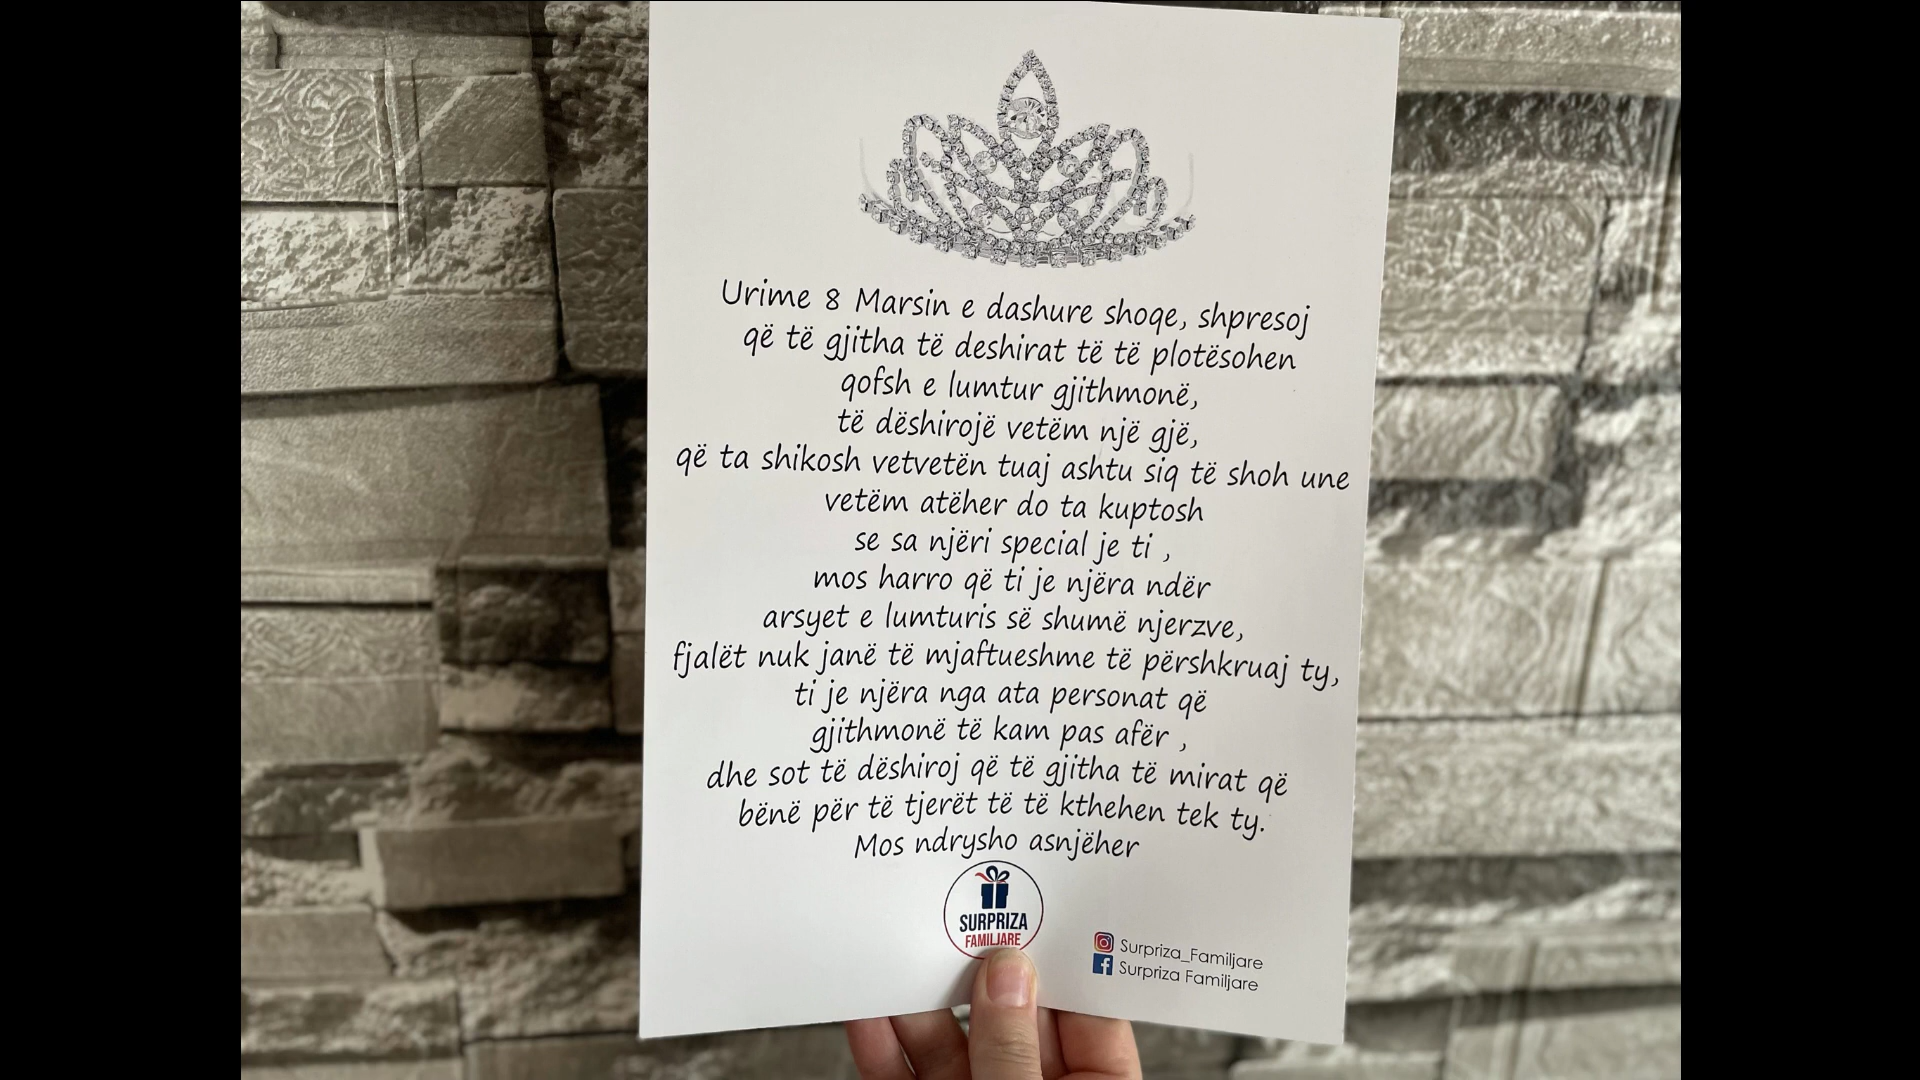 Urime 8 Marsin e dashure shoqe, shpresoj
që të gjitha të deshirat të të plotësohen
qofsh e lumtur gjithmonë,
të dëshirojë vetëm një gjë,
që ta shikosh vetvetën tuaj ashtu siq të shoh une
vetëm atëher do ta kuptosh
se sa njëri special je ti ,
mos harro që ti je njëra ndër
arsyet e lumturis së shumë njerzve,
fjalët nuk janë të mjaftueshme të përshkruaj ty,
ti je njëra nga ata personat që
gjithmonë të kam pas afër ,
dhe sot të dëshiroj që të gjitha të mirat që
bënë për të tjerët të të kthehen tek ty.
Mos ndrysho asnjëher
SURPRIZA
FAMILJARE
Surpriza_Familjare
Surpriza Familjare